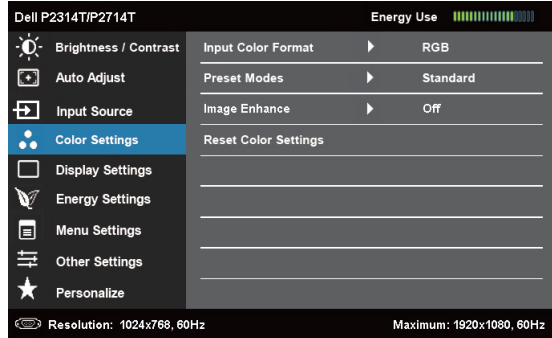 Dell P2314T/P2714T Energy Use
Brightness / Contrast Input Color Format RGB
Auto Adjust Preset Modes Standard
Input Source Image Enhance Off
Color Settings Reset Color Settings
Display Settings
Energy Settings
Menu Settings
Other Settings
Personalize
Resolution: 1024x768, 60Hz Maximum: 1920x1080, 60Hz